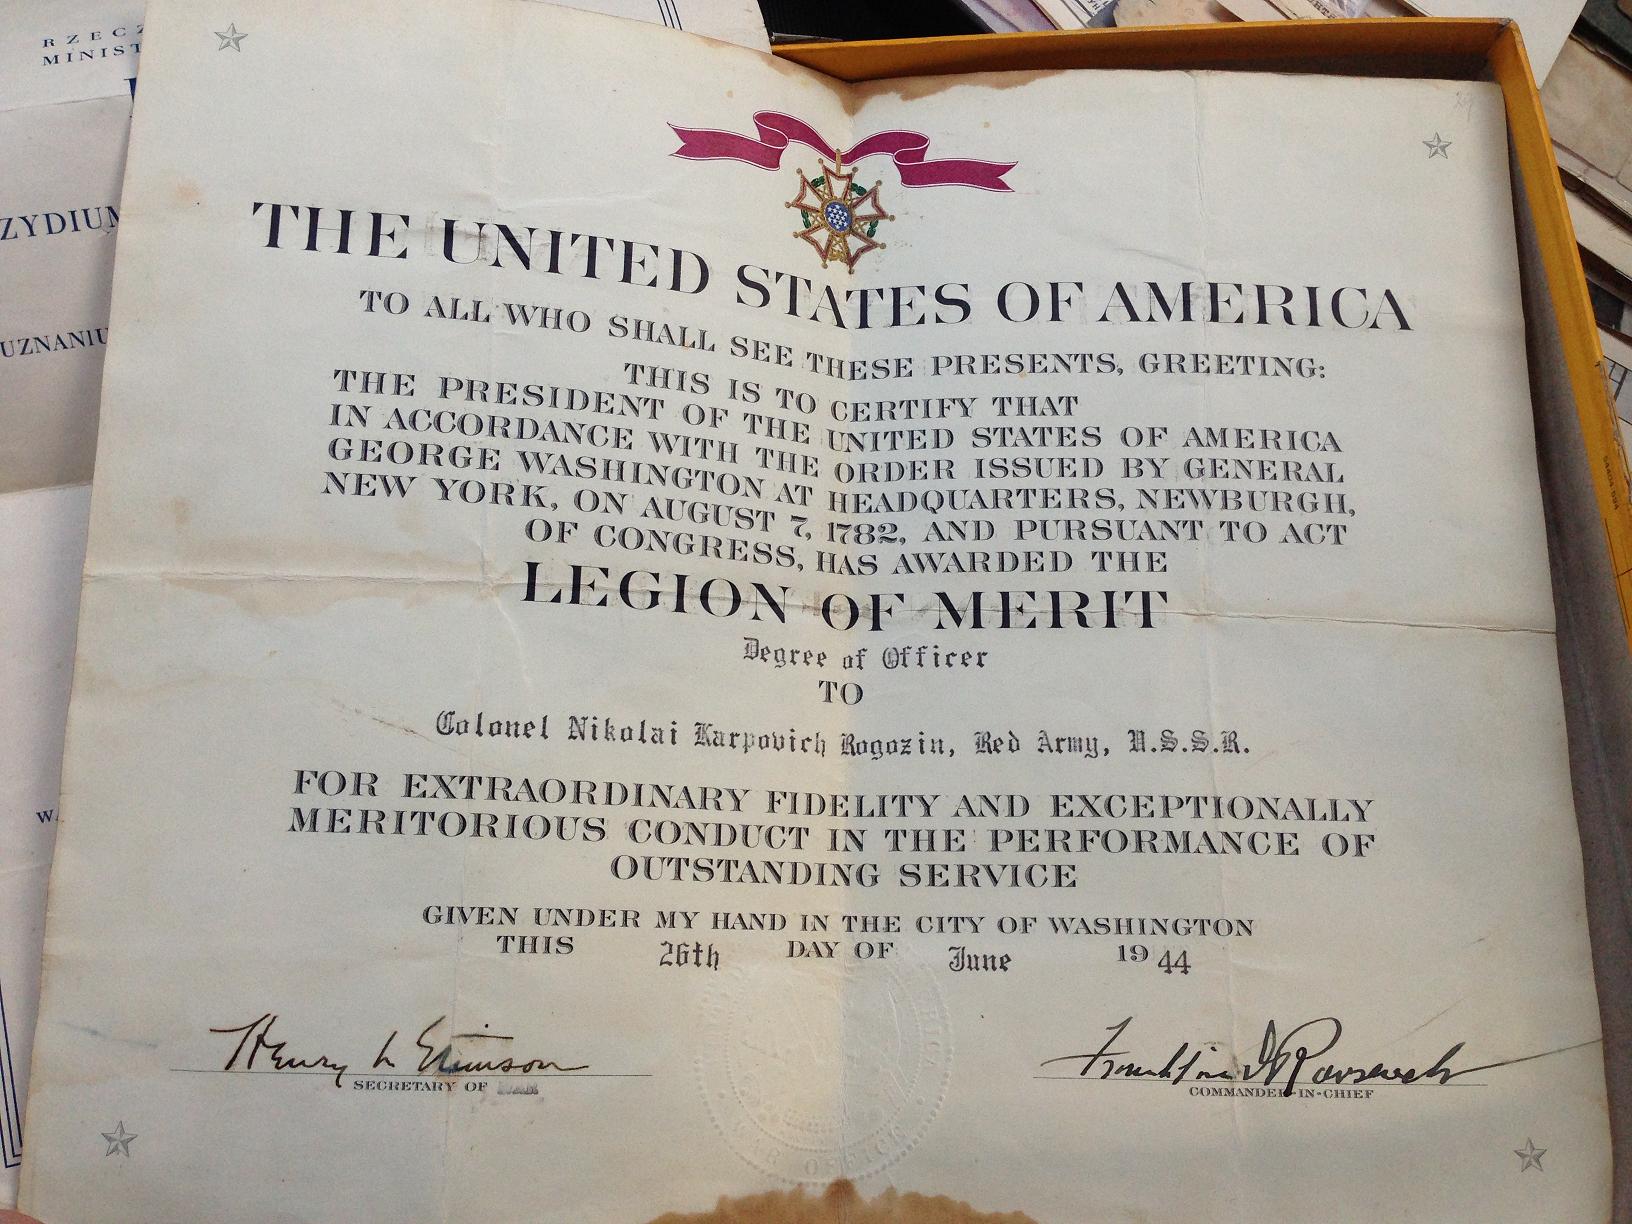 RZECZ
MINIST
ZYDIUM
UZNANIU
THE UNITED STATES OF AMERICA
TO ALL WHO SHALL SEE THESE PRESENTS, GREETING:
THIS IS TO CERTIFY THAT
THE PRESIDENT OF THE UNITED STATES OF AMERICA
IN ACCORDANCE WITH THE ORDER ISSUED BY GENERAL
GEORGE WASHINGTON AT HEADQUARTERS, NEWBURGH,
NEW YORK, ON AUGUST 7, 1782, AND PURSUANT TO ACT
OF CONGRESS, HAS AWARDED THE
LEGION OF MERIT
Degree of Officer
TO
Colonel Nikolai Karpovich Rogozin, Red Army, U.S.S.R.
FOR EXTRAORDINARY FIDELITY AND EXCEPTIONALLY
MERITORIOUS CONDUCT IN THE PERFORMANCE OF
OUTSTANDING SERVICE
GIVEN UNDER MY HAND IN THE CITY OF WASHINGTON
THIS 26th DAY OF June 1944
Henry L Stimson
SECRETARY OF
Franklin D Roosevelt
COMMANDER-IN-CHIEF
WAR OFFICE